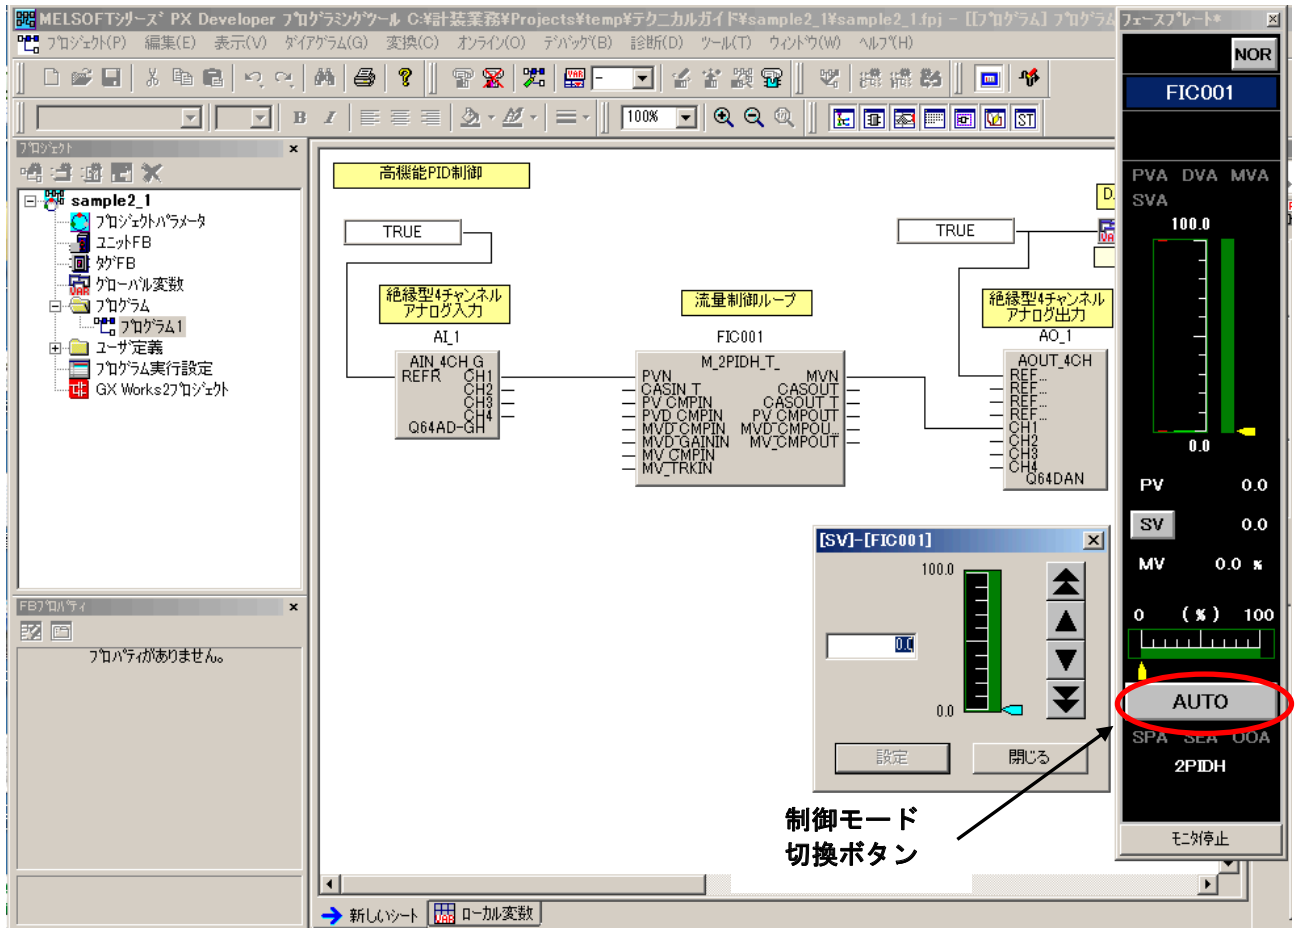 MELSOFTシリーズ PX Developer プログラミングツール C:¥計装業務¥Projects¥temp¥テクニカルガイド¥sample2_1¥sample2_1.fpj - [[プログラム] プログラム
プロジェクト(P) 編集(E) 表示(V) ダイアグラム(G) 変換(C) オンライン(O) デバッグ(B) 診断(D) ツール(T) ウィンドウ(W) ヘルプ(H)
100%
プロジェクト
sample2_1
プロジェクトパラメータ
ユニットFB
タグFB
グローバル変数
プログラム
プログラム1
ユーザ定義
プログラム実行設定
GX Works2プロジェクト
FBプロパティ
プロパティがありません。
高機能PID制御
TRUE
絶縁型4チャンネル
アナログ入力
AI_1
AIN_4CH_G
REFR CH1
CH2
CH3
CH4
Q64AD-GH
流量制御ループ
FIC001
M_2PIDH_T_
PVN MVN
CASIN_T CASOUT
PV_CMPIN CASOUT_T
PVD_CMPIN PV_CMPOUT
MVD_CMPIN MVD_CMPOU...
MVD_GAININ MV_CMPOUT
MV_CMPIN
MV_TRKIN
TRUE
D.
絶縁型4チャンネル
アナログ出力
AO_1
AOUT_4CH
REF...
REF...
REF...
REF...
CH1
CH2
CH3
CH4
Q64DAN
[SV]-[FIC001]
100.0
0.0
0.0
設定 閉じる
制御モード
切換ボタン
新しいシート ローカル変数
フェースプレート*
NOR
FIC001
PVA DVA MVA
SVA
100.0
0.0
PV 0.0
SV 0.0
MV 0.0 %
0 (%) 100
AUTO
SPA SEA OOA
2PIDH
モニタ停止